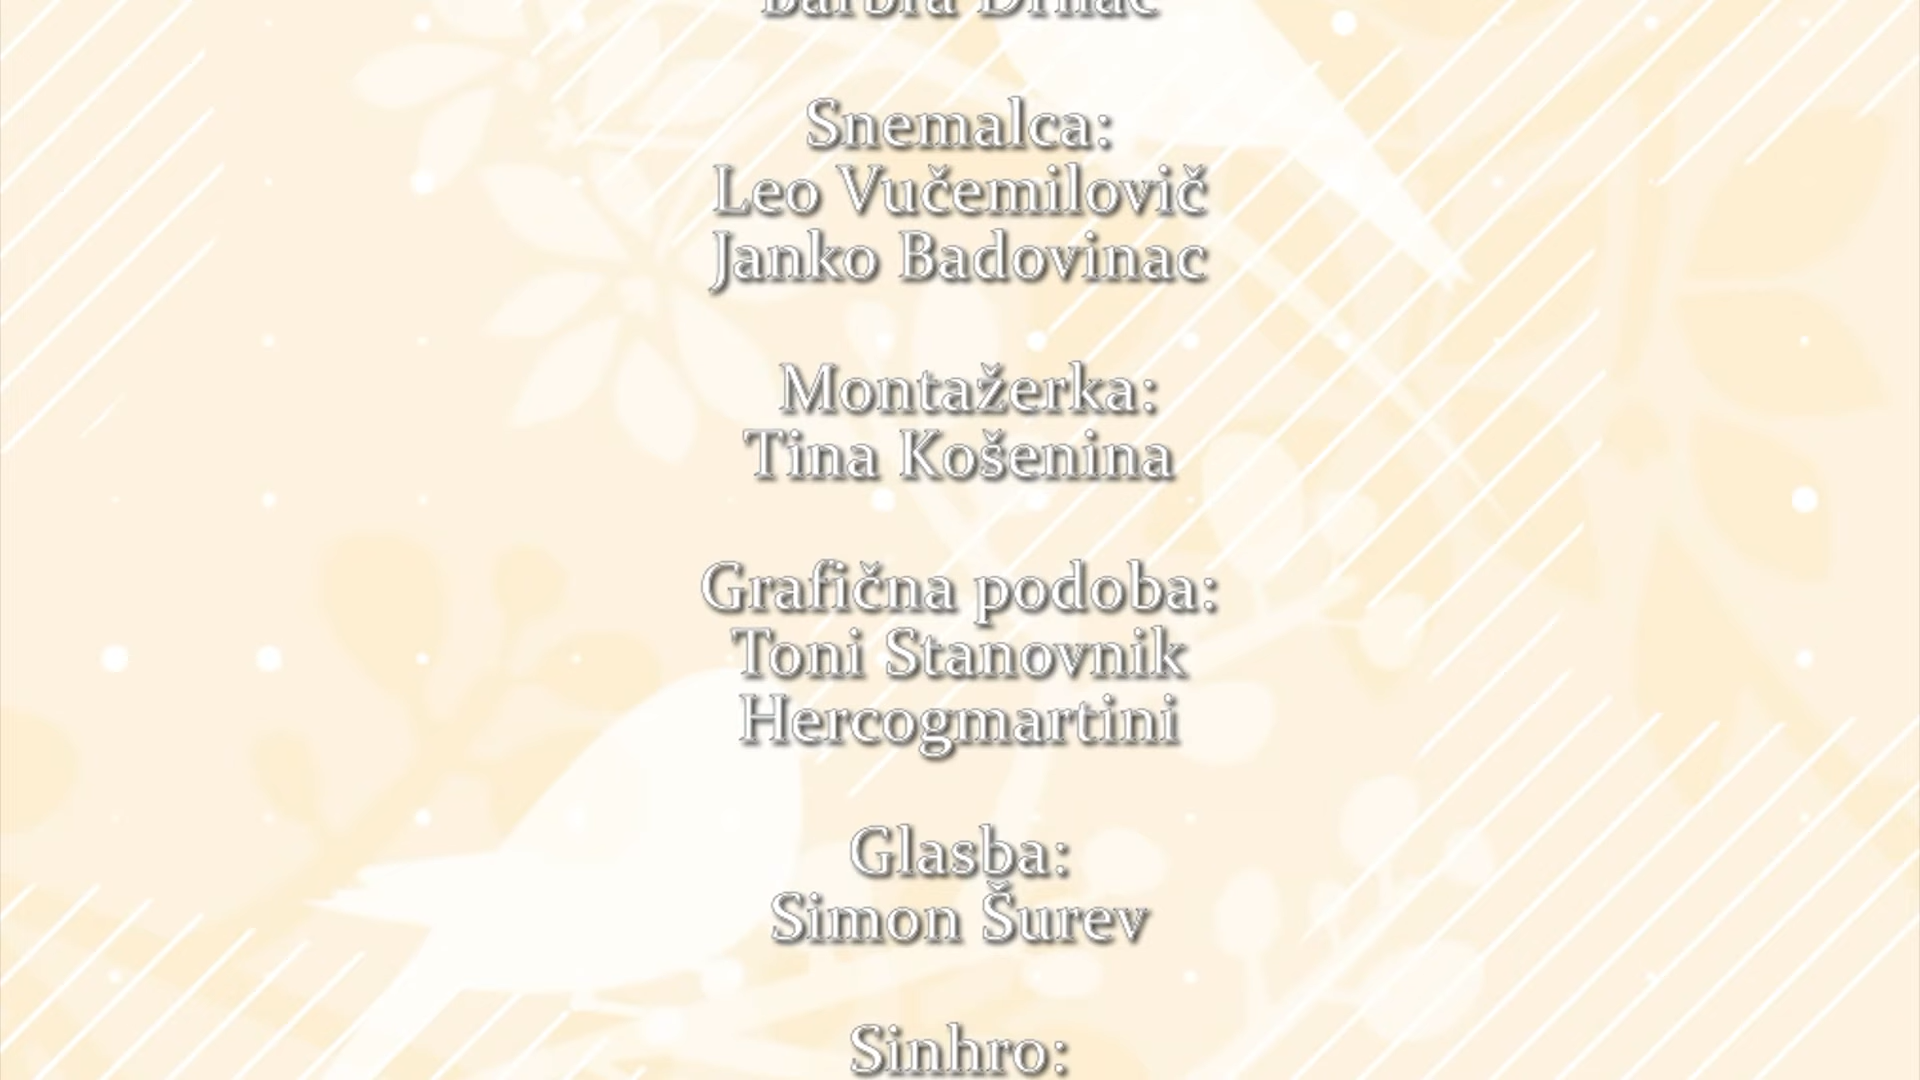 Snemalca:
Leo Vučemilovič
Janko Badovinac
Montažerka:
Tina Košenina
Grafična podoba:
Toni Stanovnik
Hercogmartini
Glasba:
Simon Šurev
Sinhro: